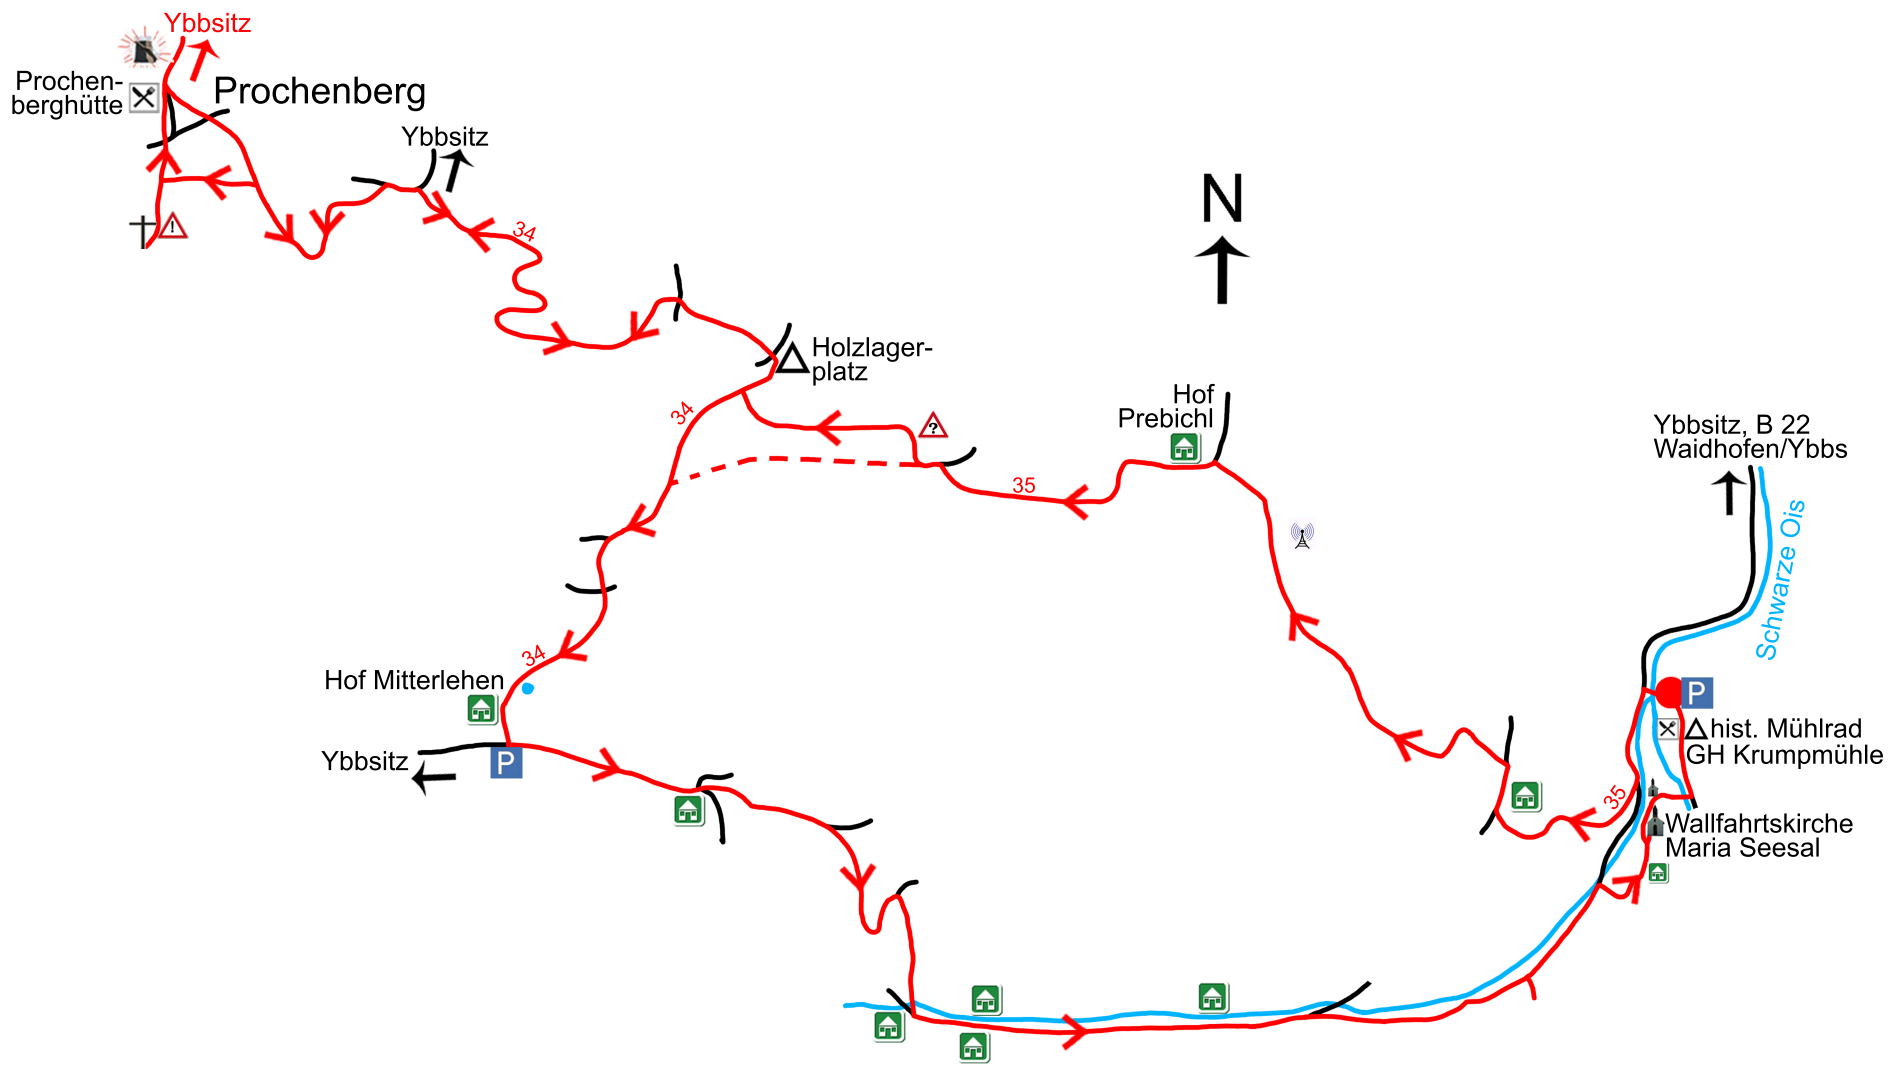 Ybbsitz
Prochen-
berghütte
Prochenberg
Ybbsitz
34
!
N
Holzlager-
platz
34
?
Hof
Prebichl
35
Ybbsitz, B 22
Waidhofen/Ybbs
Schwarze Ois
34
Hof Mitterlehen
Ybbsitz
P
P
hist. Mühlrad
GH Krumpmühle
35
Wallfahrtskirche
Maria Seesal